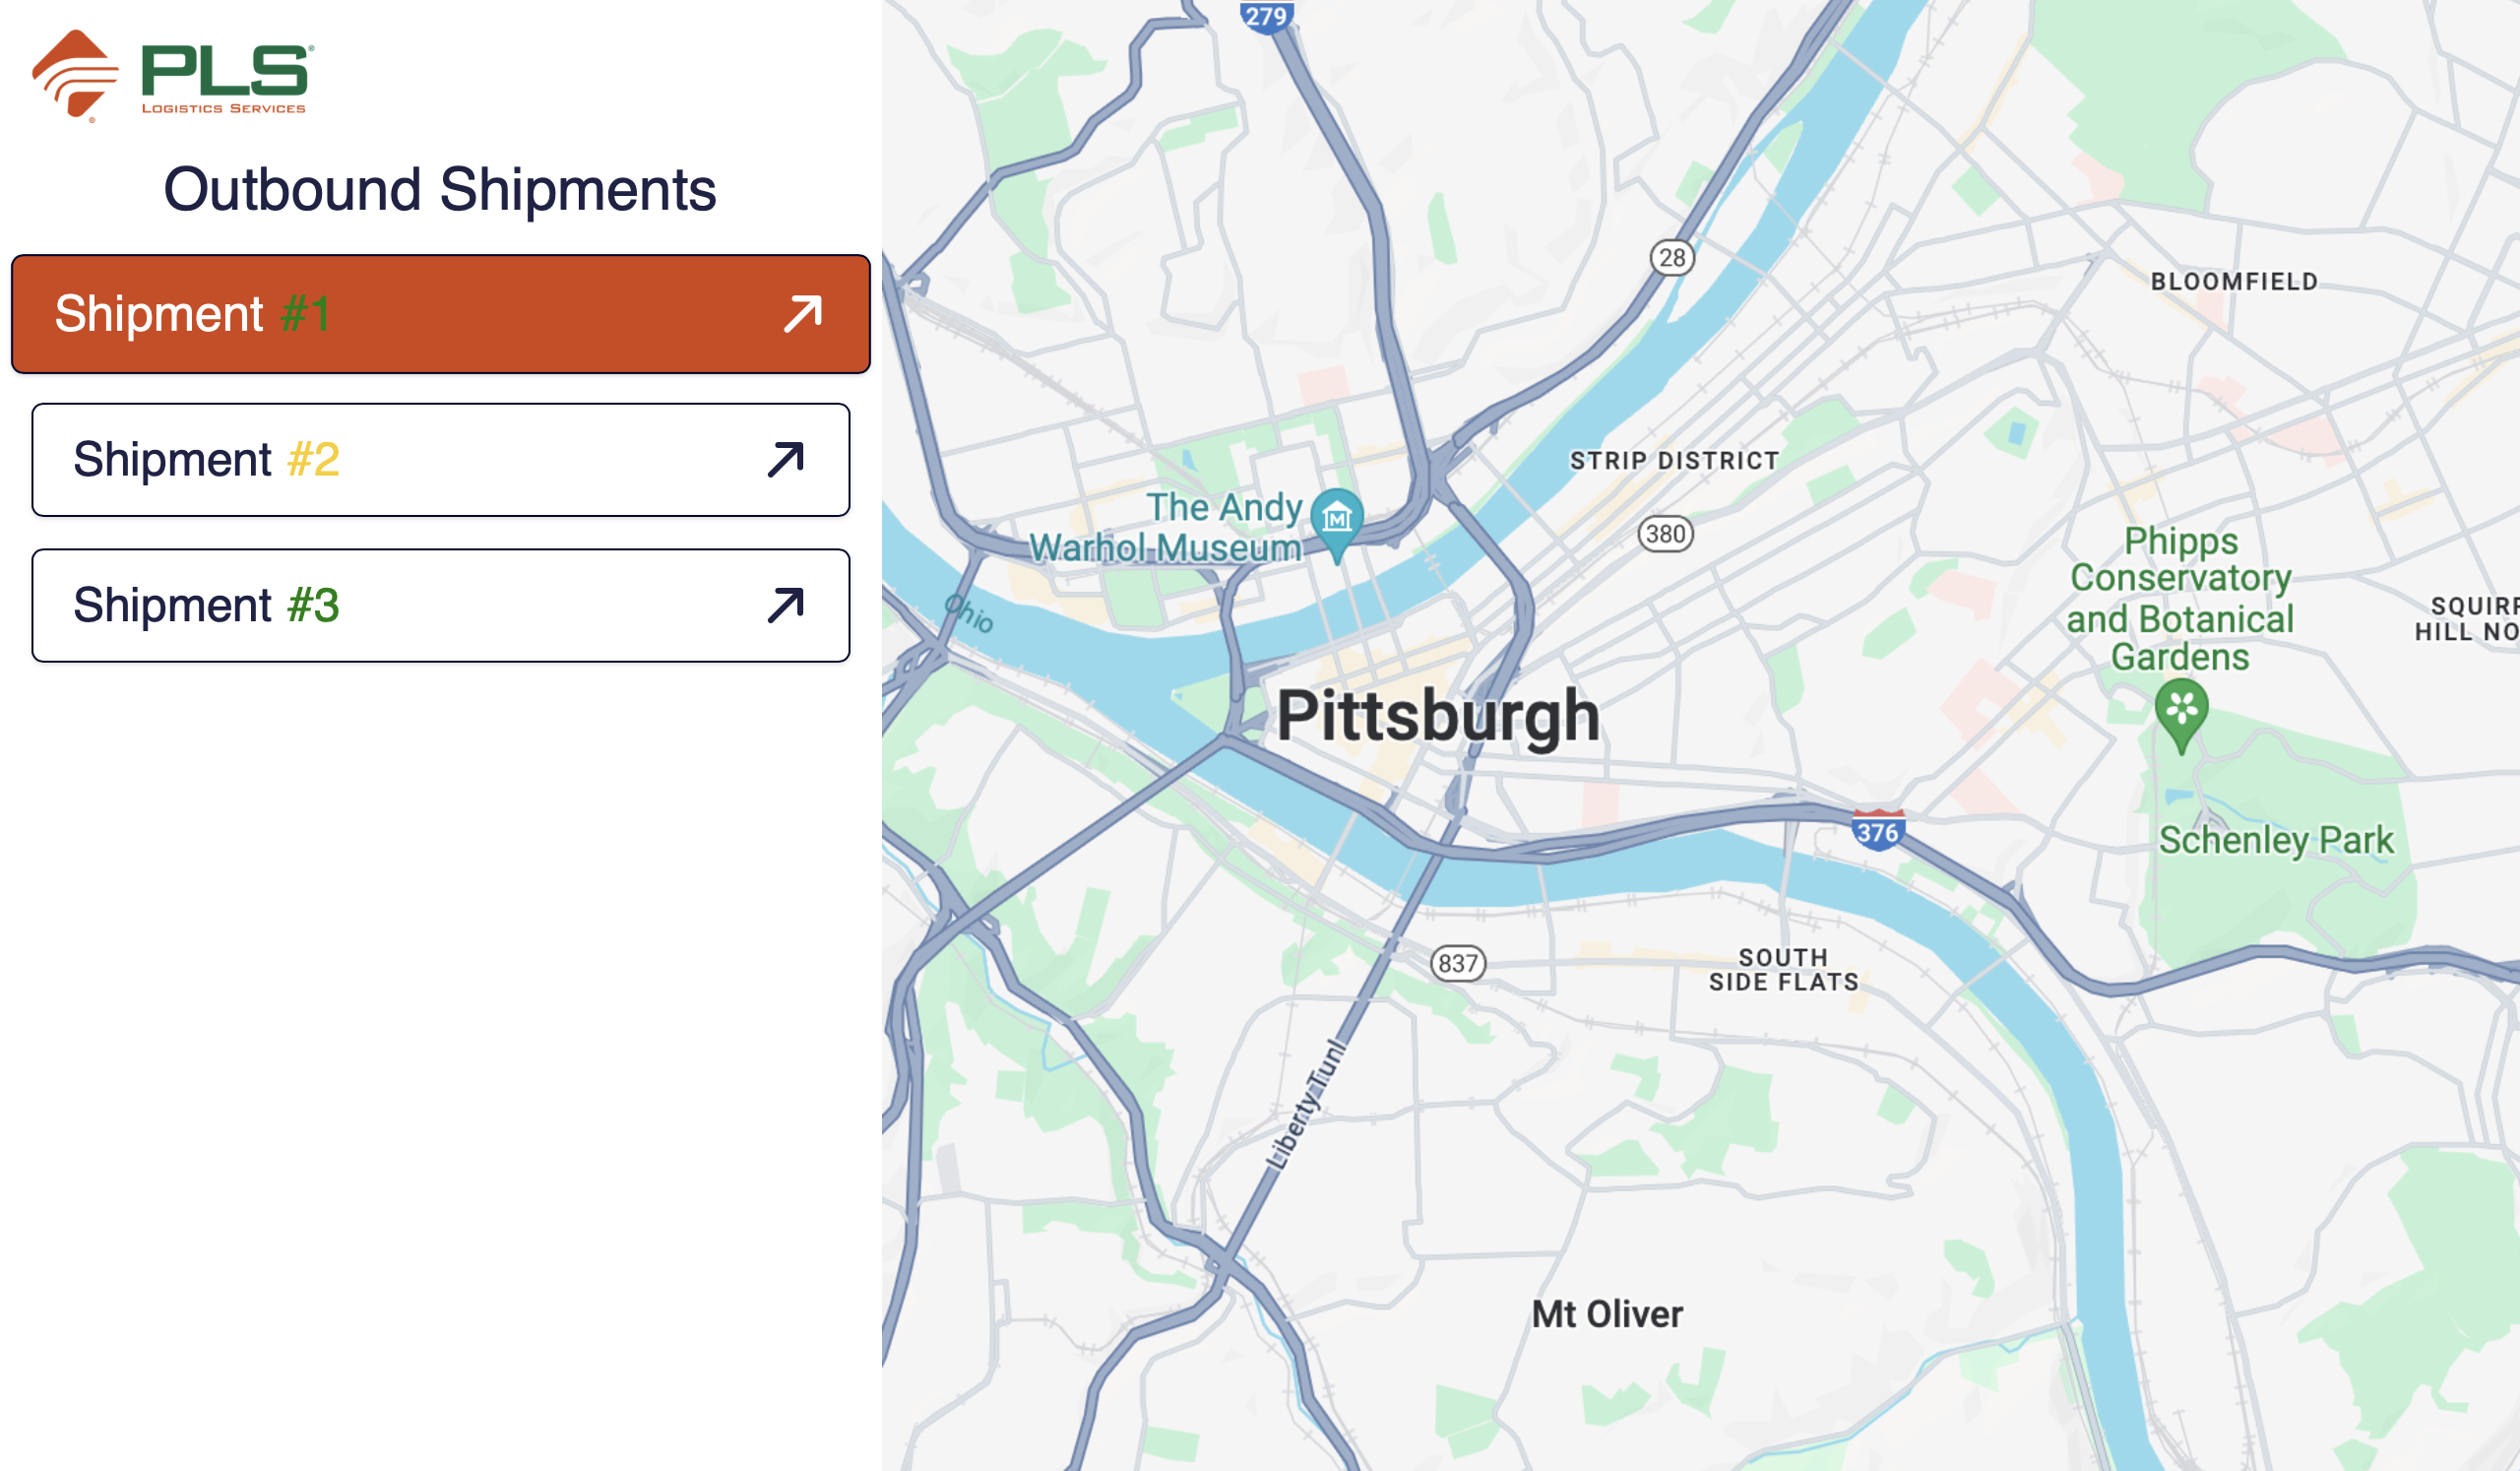 PLS
LOGISTICS SERVICES
Outbound Shipments
Shipment #1
Shipment #2
Shipment #3
279
28
BLOOMFIELD
STRIP DISTRICT
380
The Andy
Warhol Museum
Ohio
Phipps
Conservatory
and Botanical
Gardens
SQUIRR
HILL NO
Pittsburgh
376
Schenley Park
837
SOUTH
SIDE FLATS
Liberty Tunl
Mt Oliver